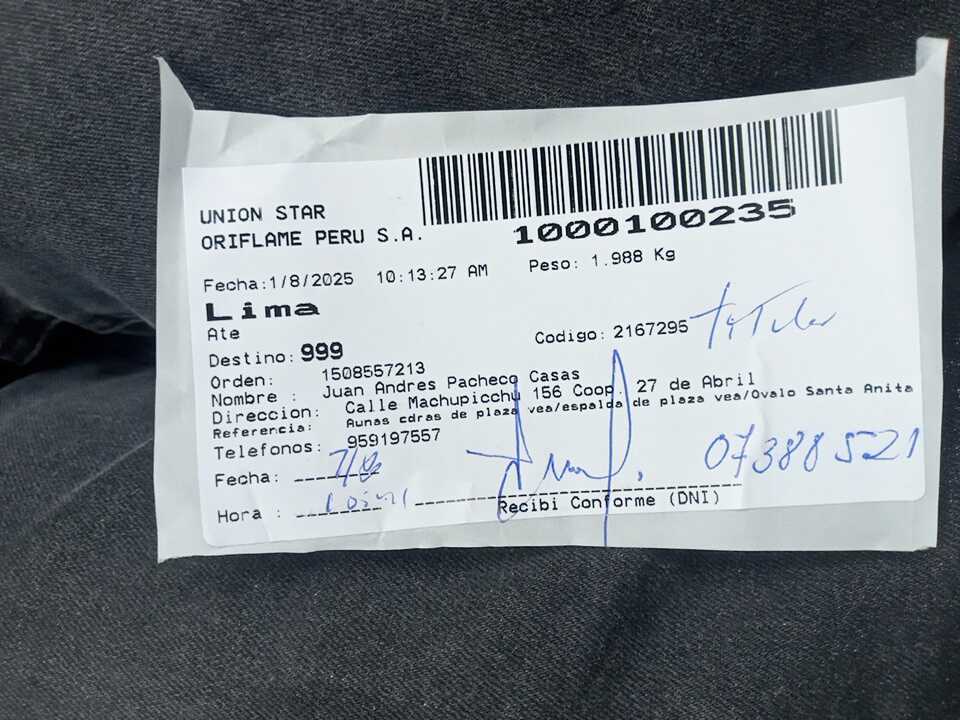 UNION STAR
ORIFLAME PERU S.A.
1000100235
Fecha:1/8/2025 10:13:27 AM Peso: 1.988 Kg
Lima
Ate
Destino: 999 Codigo: 2167295 titular
Orden: 1508557213
Nombre : Juan Andres Pacheco Casas
Direccion: Calle Machupicchu 156 Coop. 27 de Abril
Referencia: Aunas cdras de plaza vea/espalda de plaza vea/Ovalo Santa Anita
Telefonos: 959197557
Fecha: 07388521
Hora :
Recibi Conforme (DNI)